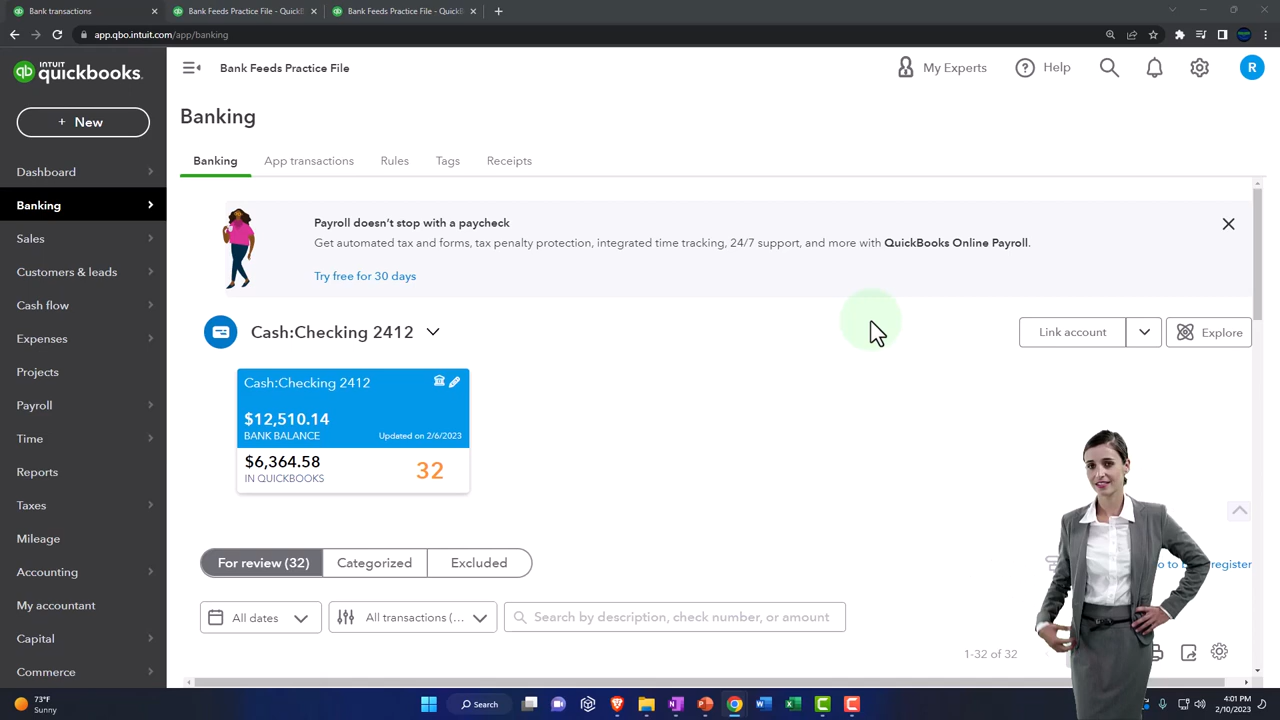 Bank transactions
Bank Feeds Practice File - QuickB
Bank Feeds Practice File - QuickB
app.qbo.intuit.com/app/banking
INTUIT
quickbooks.
Bank Feeds Practice File
My Experts
Help
R
+ New
Banking
Banking
App transactions
Rules
Tags
Receipts
Dashboard
Banking
Sales
Customers & leads
Cash flow
Expenses
Projects
Payroll
Time
Reports
Taxes
Mileage
Accounting
My accountant
Capital
Commerce
Payroll doesn't stop with a paycheck
Get automated tax and forms, tax penalty protection, integrated time tracking, 24/7 support, and more with QuickBooks Online Payroll.
Try free for 30 days
Cash:Checking 2412
Link account
Explore
Cash:Checking 2412
$12,510.14
BANK BALANCE
Updated on 2/6/2023
$6,364.58
IN QUICKBOOKS
32
For review (32)
Categorized
Excluded
register
All dates
All transactions (...
Search by description, check number, or amount
1-32 of 32
73°F
Sunny
Search
4:01 PM
2/10/2023